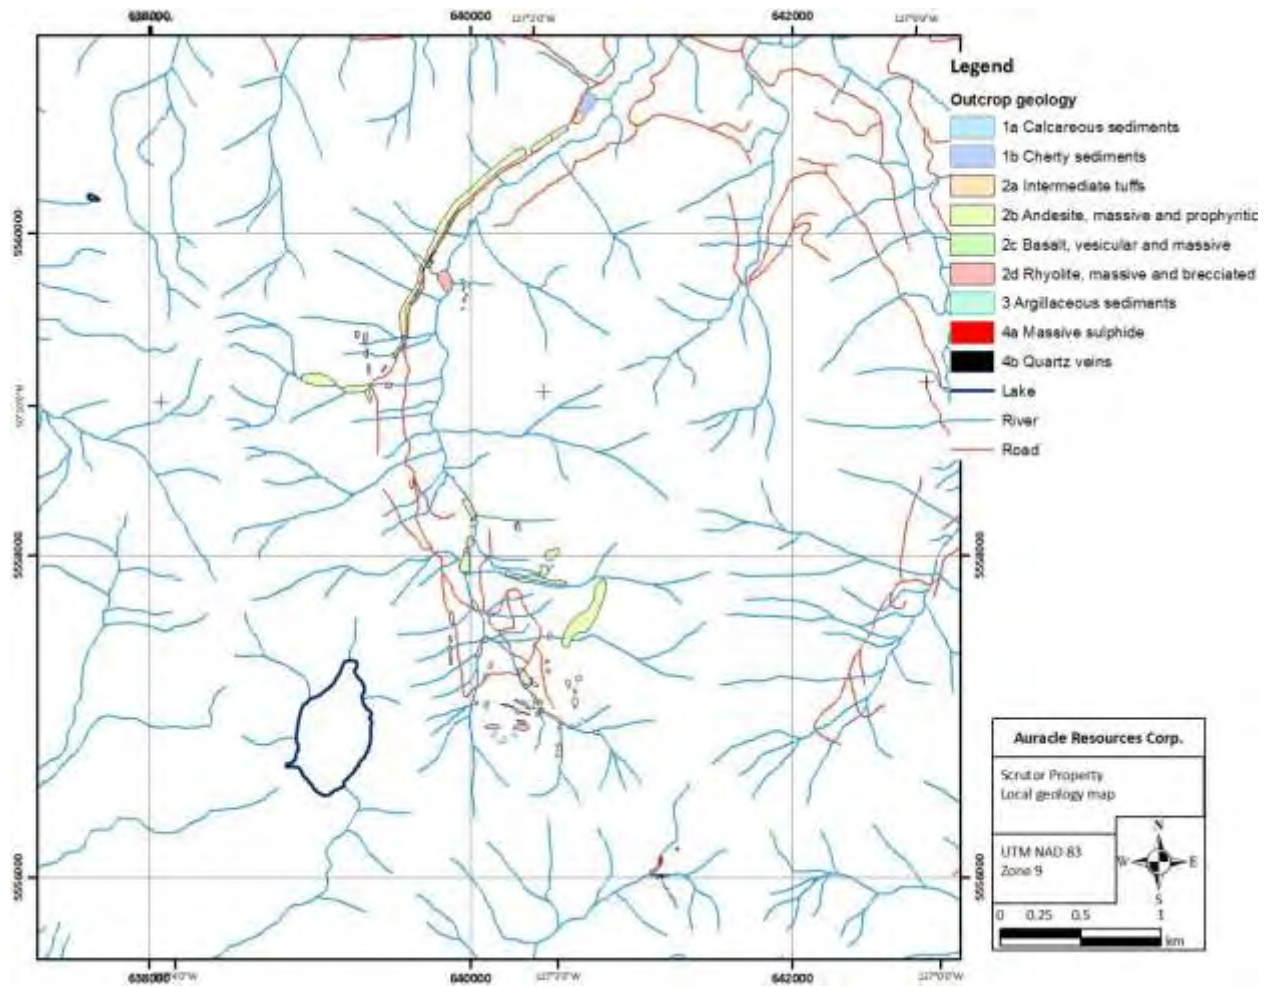 638000
640000
642000
Legend
Outcrop geology
1a Calcareous sediments
1b Cherty sediments
2a Intermediate tuffs
2b Andesite, massive and prophyritic
2c Basalt, vesicular and massive
2d Rhyolite, massive and brecciated
3 Argillaceous sediments
4a Massive sulphide
4b Quartz veins
Lake
River
Road
5560000
5558000
5558000
5556000
5556000
Auracle Resources Corp.
Scrutor Property
Local geology map
UTM NAD 83
Zone 9
N
W
E
S
0 0.25 0.5 1
km
638000
640000
642000